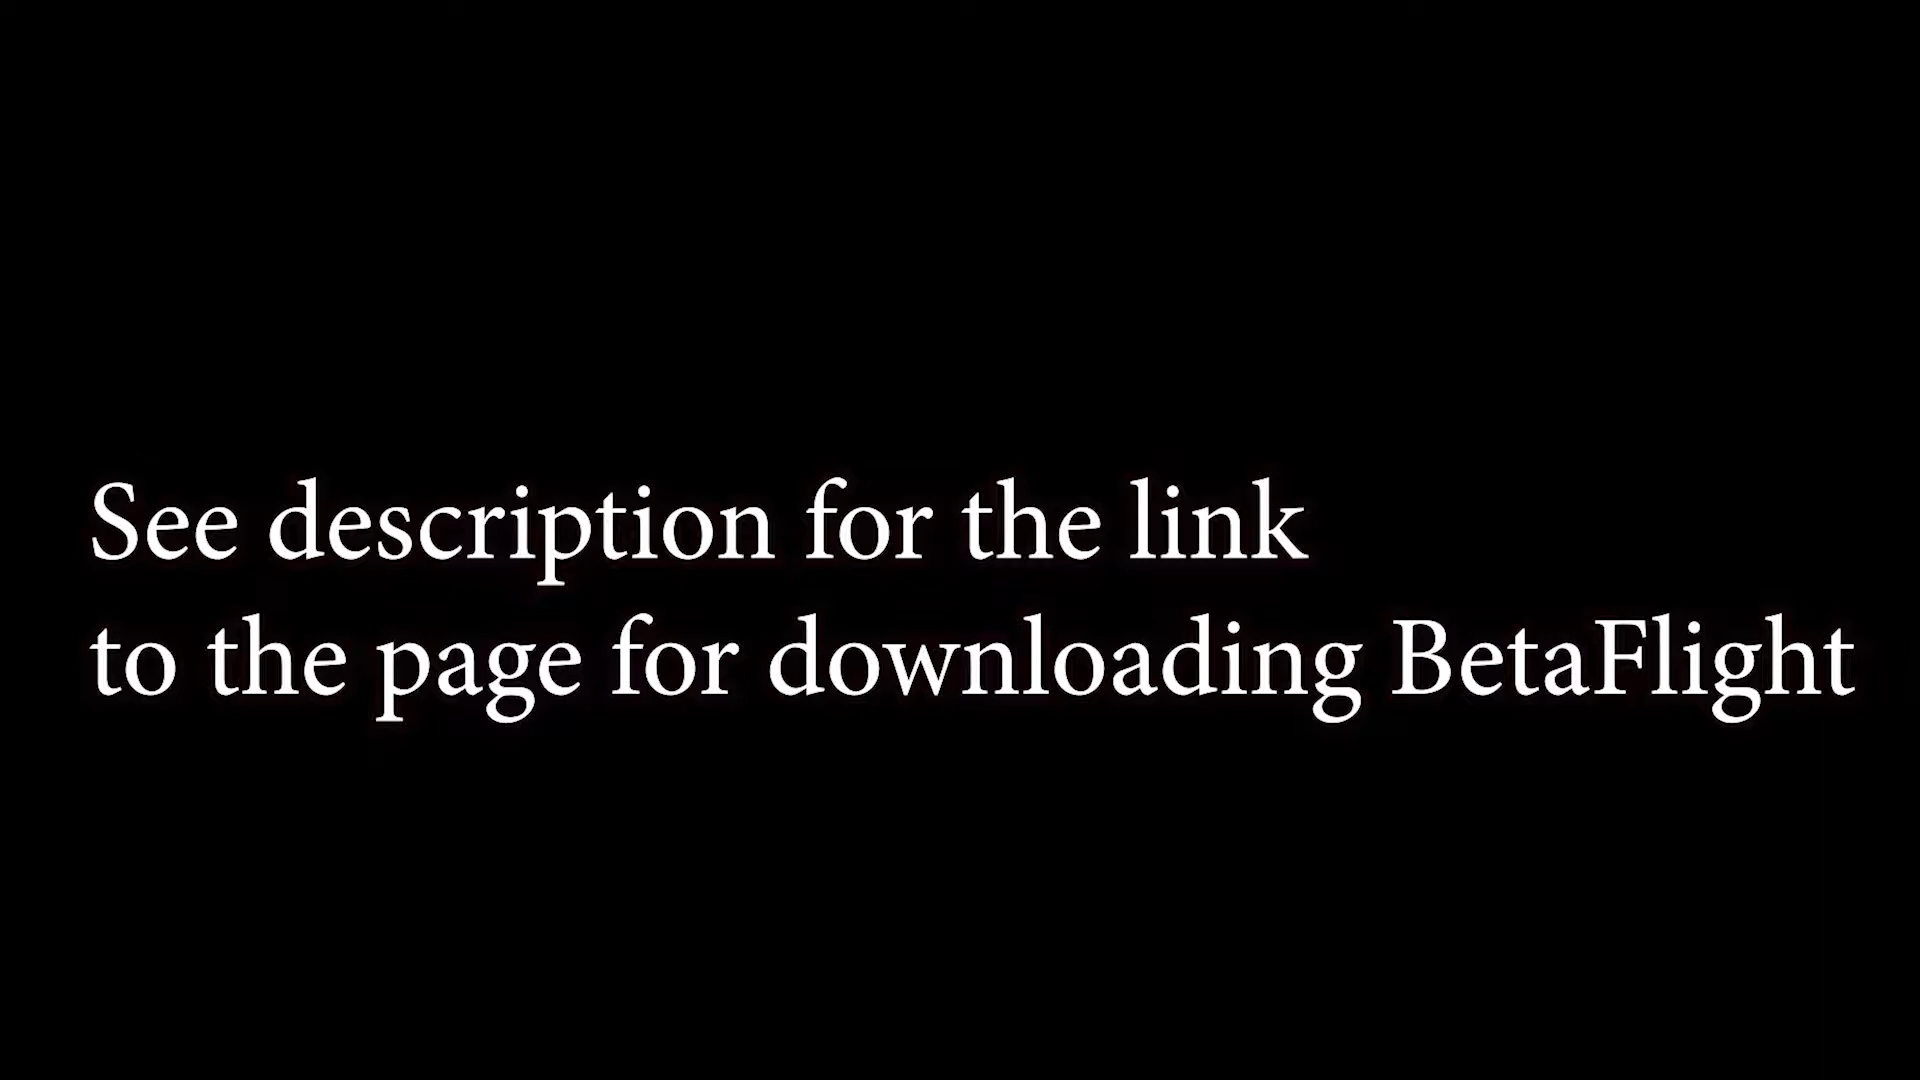 See description for the link
to the page for downloading BetaFlight